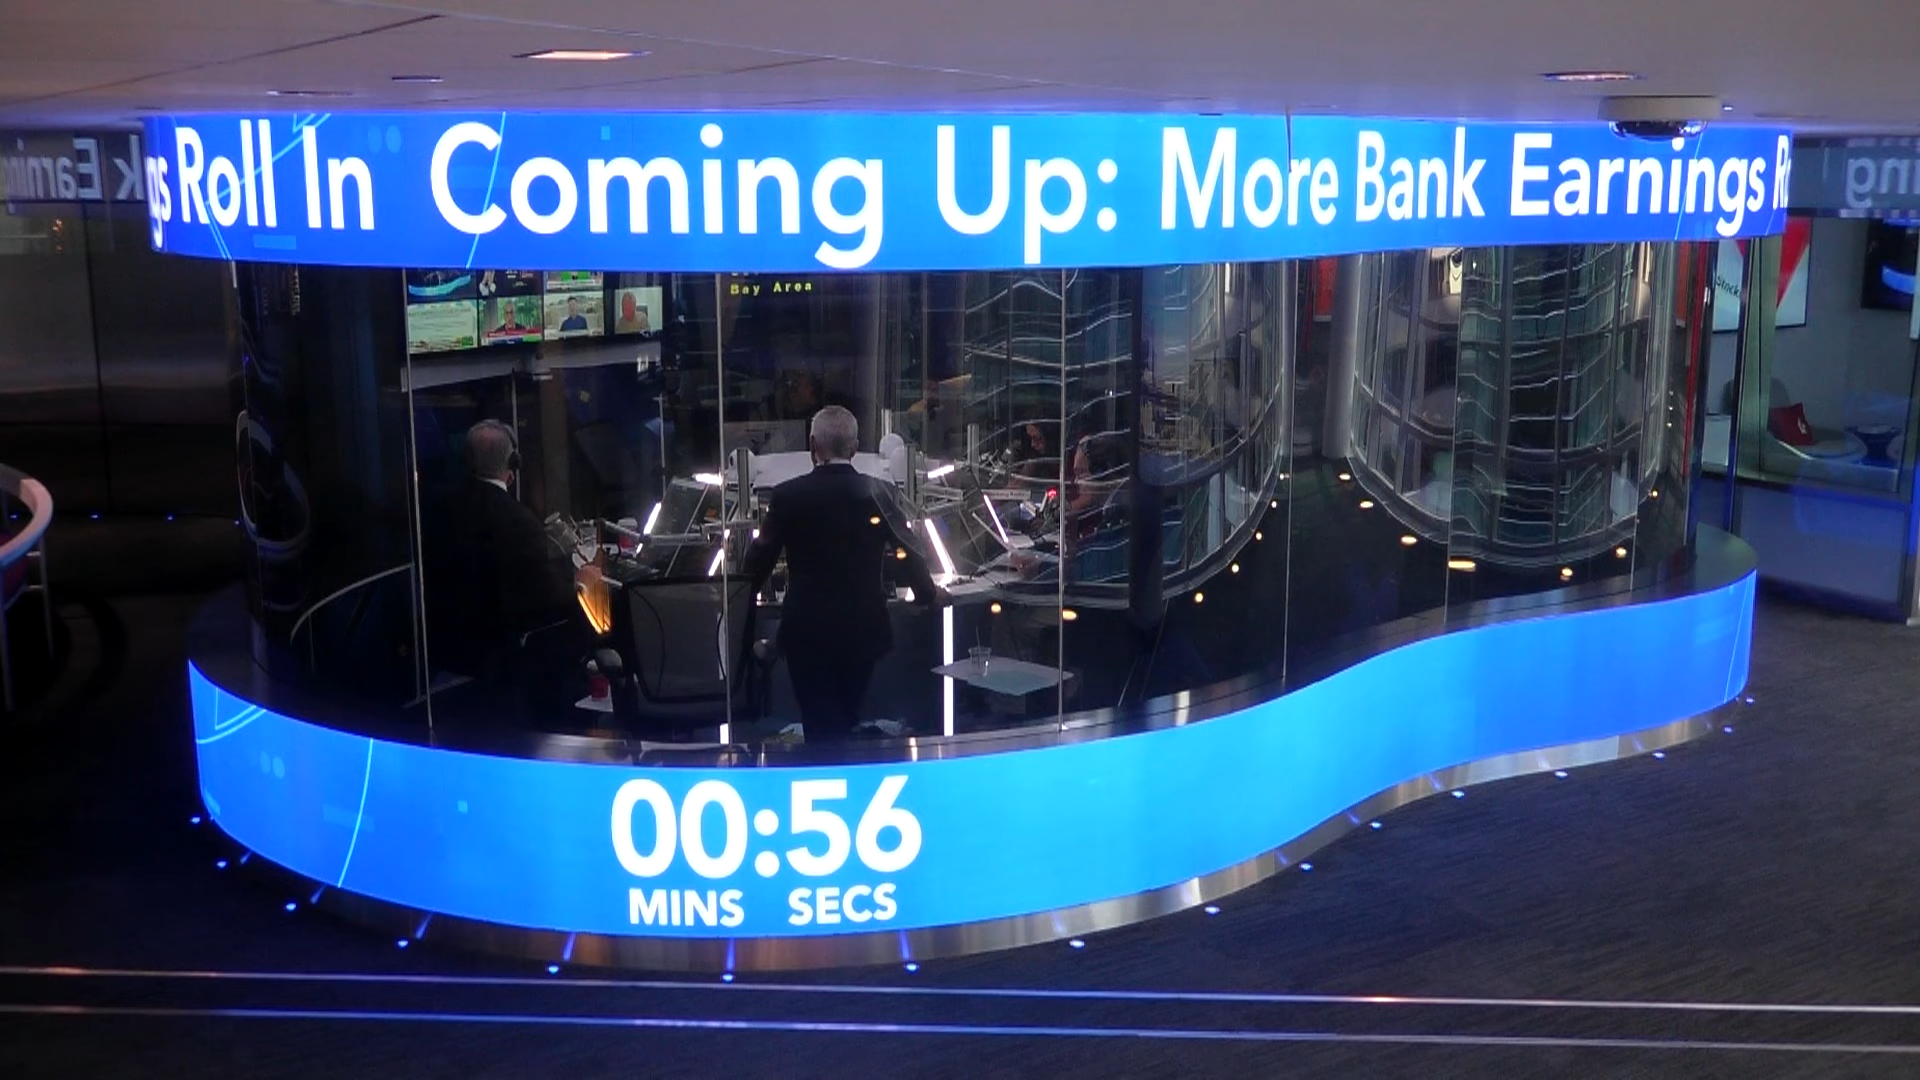 gs Roll In Coming Up: More Bank Earnings R
Bay Area
00:56
MINS SECS